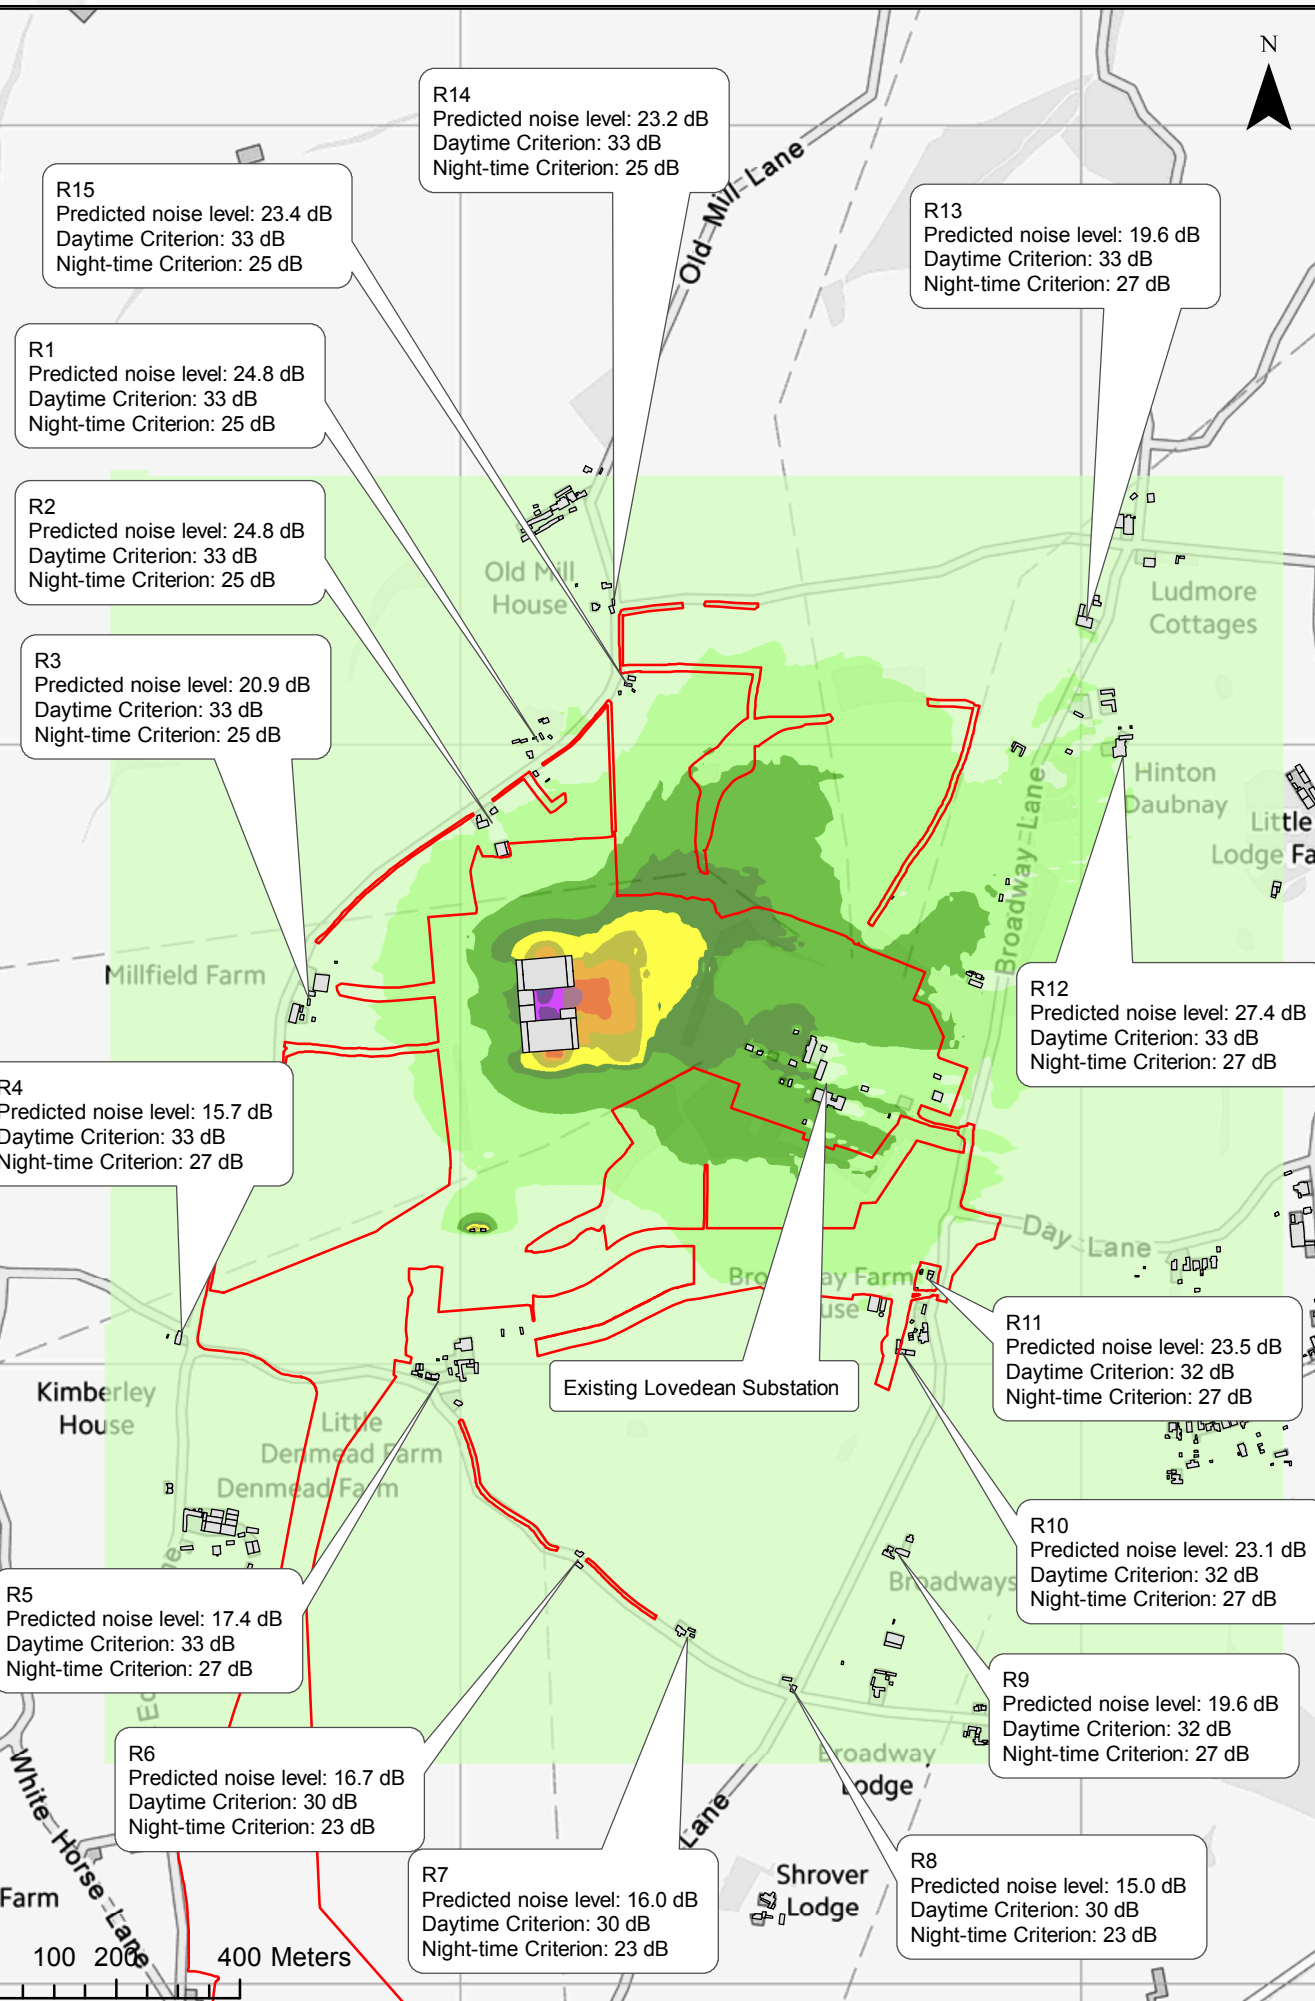 N
R14
Predicted noise level: 23.2 dB
Daytime Criterion: 33 dB
Night-time Criterion: 25 dB
Old Mill Lane
R15
Predicted noise level: 23.4 dB
Daytime Criterion: 33 dB
Night-time Criterion: 25 dB
R13
Predicted noise level: 19.6 dB
Daytime Criterion: 33 dB
Night-time Criterion: 27 dB
R1
Predicted noise level: 24.8 dB
Daytime Criterion: 33 dB
Night-time Criterion: 25 dB
R2
Predicted noise level: 24.8 dB
Daytime Criterion: 33 dB
Night-time Criterion: 25 dB
Old Mill
House
Ludmore
Cottages
R3
Predicted noise level: 20.9 dB
Daytime Criterion: 33 dB
Night-time Criterion: 25 dB
Hinton
Daubnay
Little
Lodge Fa
Broadway Lane
Millfield Farm
R12
Predicted noise level: 27.4 dB
Daytime Criterion: 33 dB
Night-time Criterion: 27 dB
R4
Predicted noise level: 15.7 dB
Daytime Criterion: 33 dB
Night-time Criterion: 27 dB
Day Lane
Broadway Farm
House
R11
Predicted noise level: 23.5 dB
Daytime Criterion: 32 dB
Night-time Criterion: 27 dB
Existing Lovedean Substation
Kimberley
House
Little
Denmead Farm
Denmead Farm
R10
Predicted noise level: 23.1 dB
Daytime Criterion: 32 dB
Night-time Criterion: 27 dB
Broadways
R5
Predicted noise level: 17.4 dB
Daytime Criterion: 33 dB
Night-time Criterion: 27 dB
R9
Predicted noise level: 19.6 dB
Daytime Criterion: 32 dB
Night-time Criterion: 27 dB
R6
Predicted noise level: 16.7 dB
Daytime Criterion: 30 dB
Night-time Criterion: 23 dB
Broadway
Lodge
White Horse Lane
Lane
R7
Predicted noise level: 16.0 dB
Daytime Criterion: 30 dB
Night-time Criterion: 23 dB
Shrover
Lodge
R8
Predicted noise level: 15.0 dB
Daytime Criterion: 30 dB
Night-time Criterion: 23 dB
Farm
100 200 400 Meters